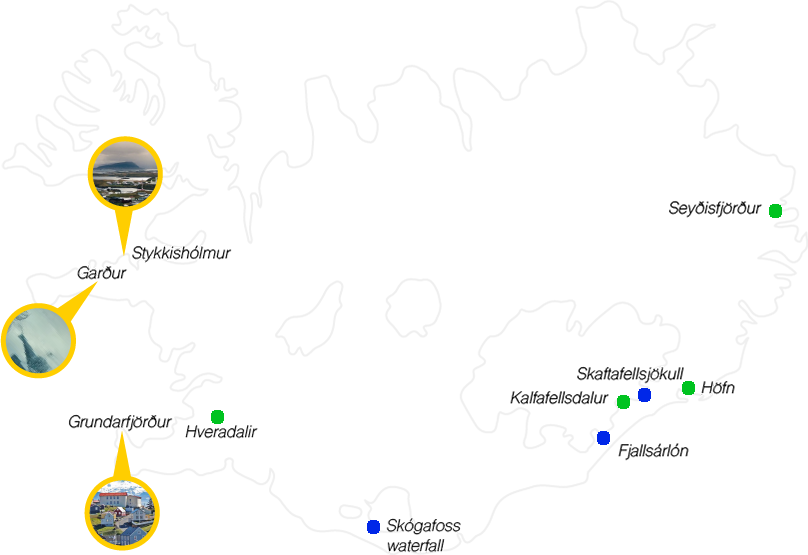 Seyðisfjörður
Stykkishólmur
Garður
Skaftafellsjökull
Kalfafellsdalur
Höfn
Grundarfjörður
Hveradalir
Fjallsárlón
Skógafoss
waterfall